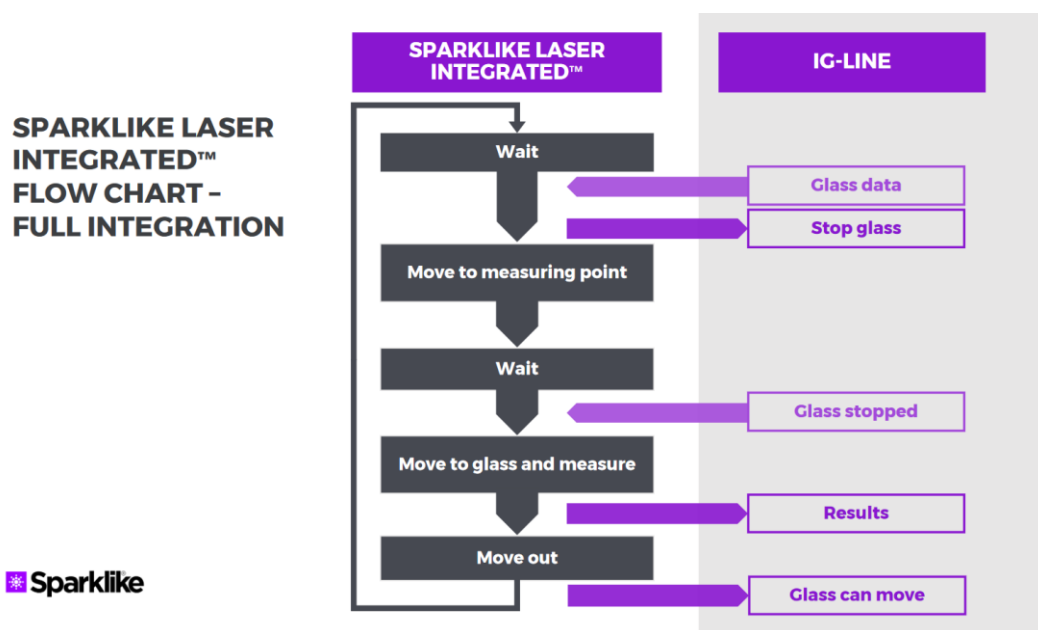 SPARKLIKE LASER
INTEGRATED™
FLOW CHART –
FULL INTEGRATION
SPARKLIKE LASER
INTEGRATED™
IG-LINE
Wait
Glass data
Stop glass
Move to measuring point
Wait
Glass stopped
Move to glass and measure
Results
Move out
Glass can move
Sparklike